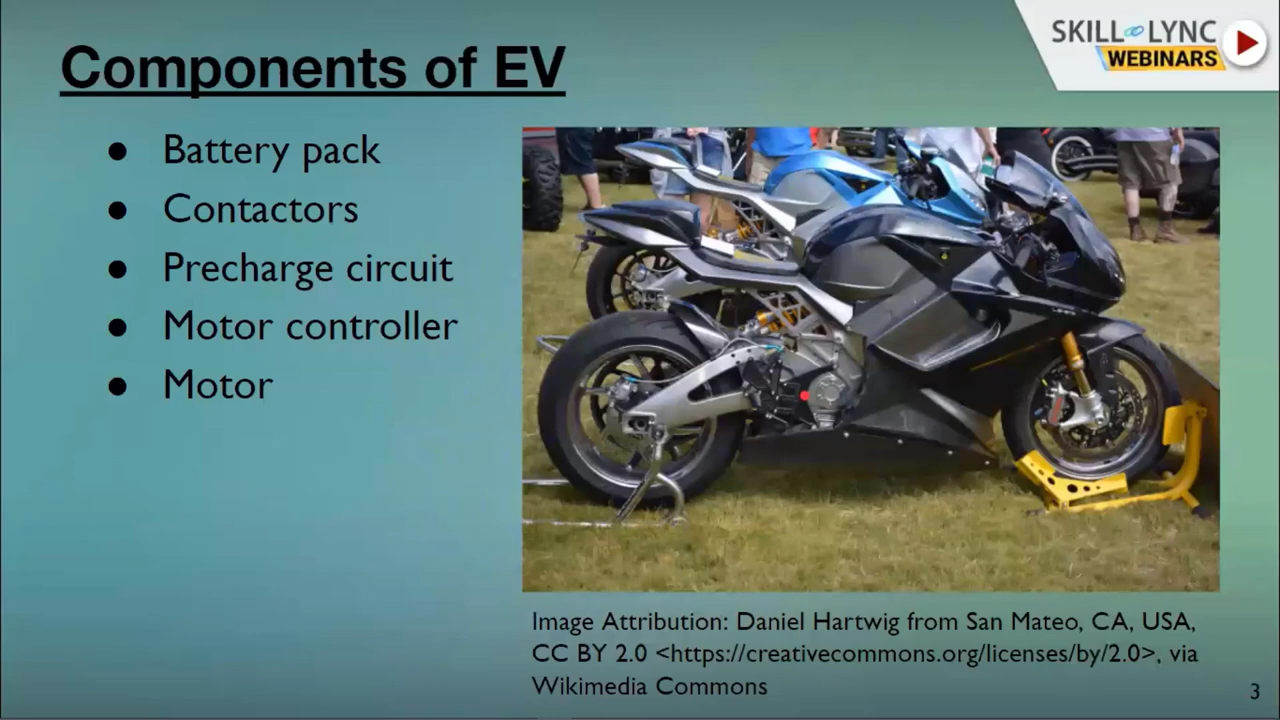 Components of EV
SKILL LYNC
WEBINARS
● Battery pack
● Contactors
● Precharge circuit
● Motor controller
● Motor
Image Attribution: Daniel Hartwig from San Mateo, CA, USA,
CC BY 2.0 <https://creativecommons.org/licenses/by/2.0>, via
Wikimedia Commons
3